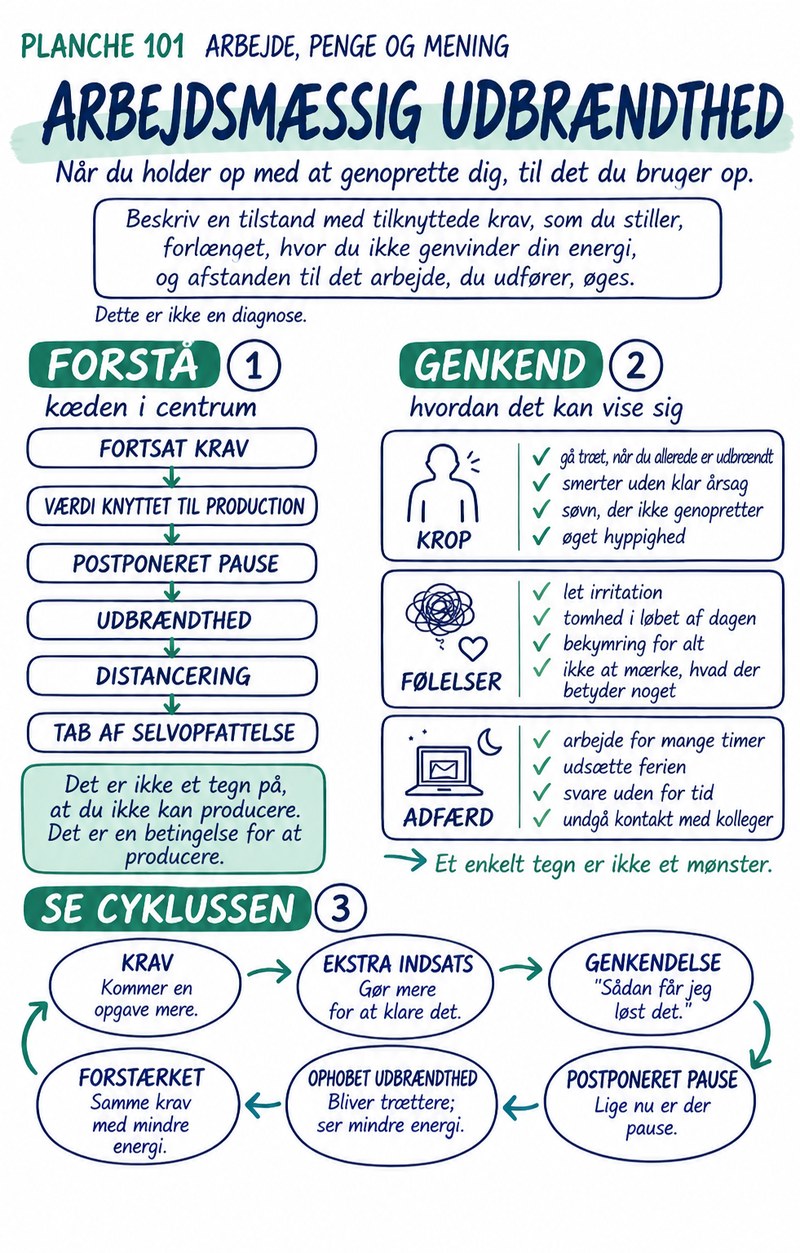 PLANCHE 101 ARBEJDE, PENGE OG MENING
ARBEJDSMÆSSIG UDBRÆNDTHED
Når du holder op med at genoprette dig, til det du bruger op.
Beskriv en tilstand med tilknyttede krav, som du stiller,
forlænget, hvor du ikke genvinder din energi,
og afstanden til det arbejde, du udfører, øges.
Dette er ikke en diagnose.
FORSTÅ 1
kæden i centrum
FORTSAT KRAV
VÆRDI KNYTTET TIL PRODUCTION
POSTPONERET PAUSE
UDBRÆNDTHED
DISTANCERING
TAB AF SELVOPFATTELSE
Det er ikke et tegn på,
at du ikke kan producere.
Det er en betingelse for at
producere.
GENKEND 2
hvordan det kan vise sig
KROP
✓ gå træt, når du allerede er udbrændt
✓ smerter uden klar årsag
✓ søvn, der ikke genopretter
✓ øget hyppighed
FØLELSER
✓ let irritation
✓ tomhed i løbet af dagen
✓ bekymring for alt
✓ ikke at mærke, hvad der
betyder noget
ADFÆRD
✓ arbejde for mange timer
✓ udsætte ferien
✓ svare uden for tid
✓ undgå kontakt med kolleger
→ Et enkelt tegn er ikke et mønster.
SE CYKLUSSEN 3
KRAV
Kommer en
opgave mere.
EKSTRA INDSATS
Gør mere
for at klare det.
GENKENDELSE
"Sådan får jeg
løst det."
POSTPONERET PAUSE
Lige nu er der
pause.
OPHOBET UDBRÆNDTHED
Bliver trættere;
ser mindre energi.
FORSTÆRKET
Samme krav
med mindre
energi.